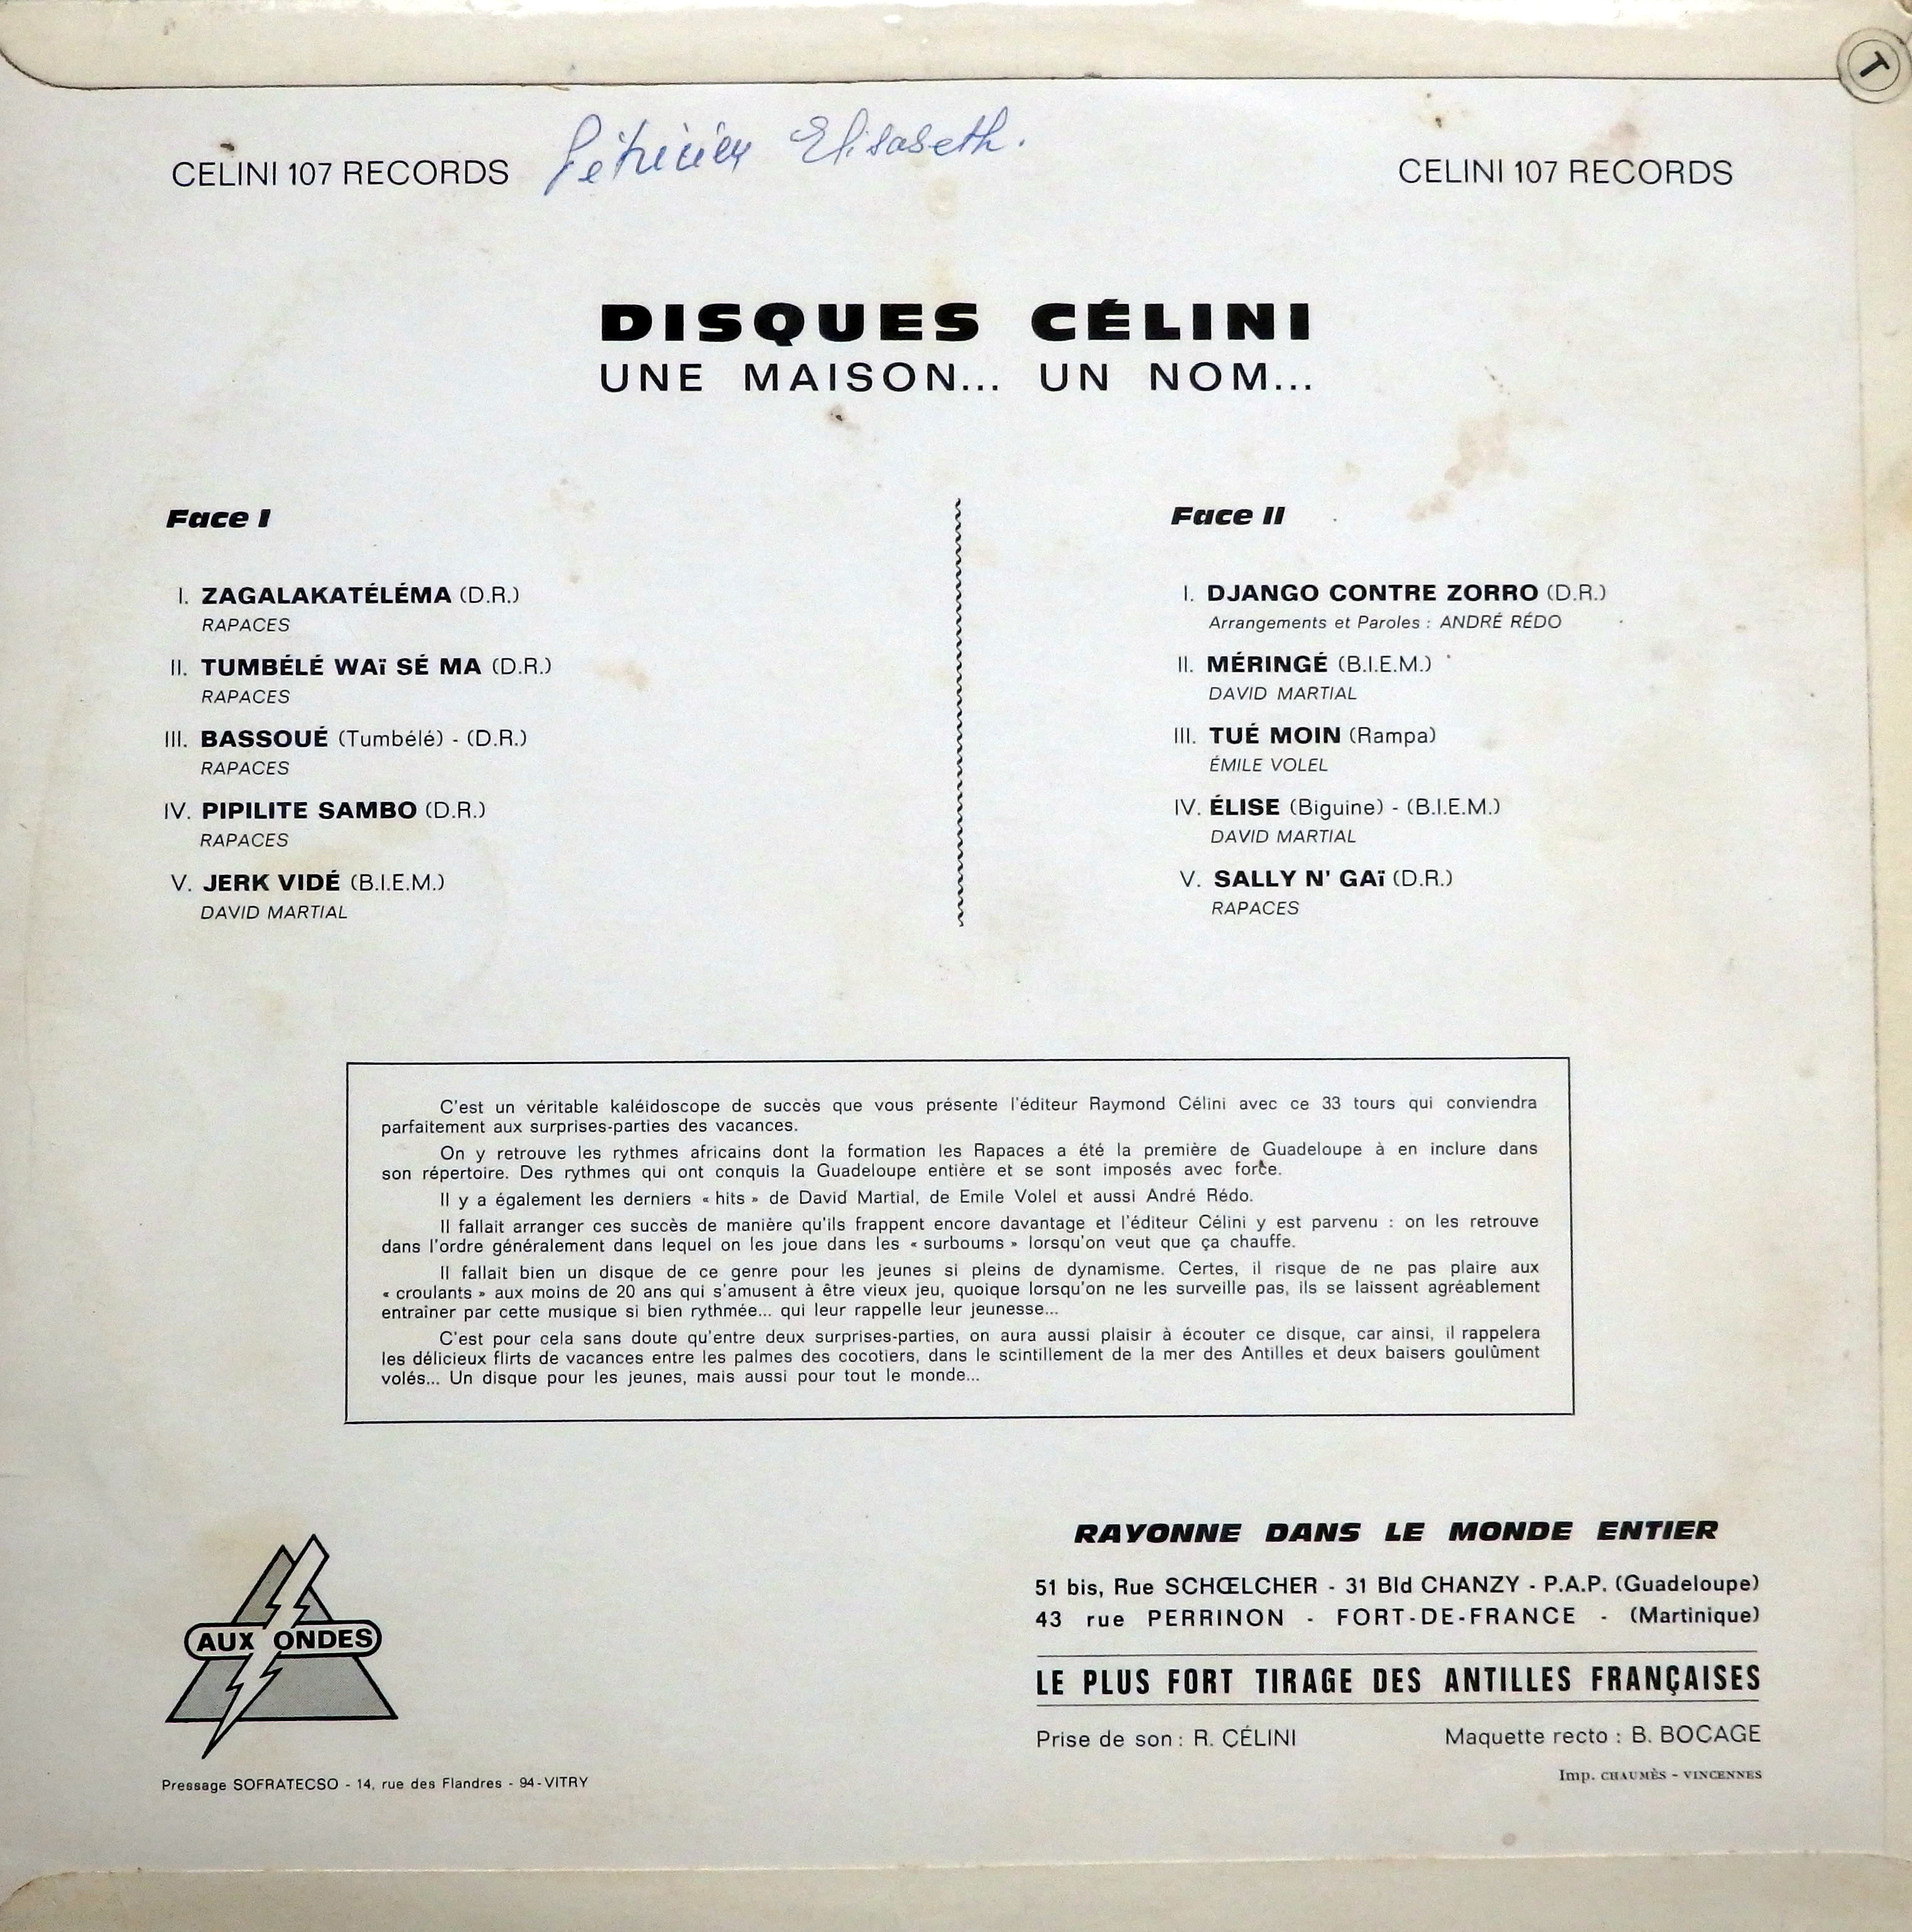 T
CELINI 107 RECORDS
Elisabeth.
CELINI 107 RECORDS
DISQUES CÉLINI
UNE MAISON... UN NOM...
Face I
I. ZAGALAKATÉLÉMA (D.R.)
RAPACES
II. TUMBÉLÉ WAï SÉ MA (D.R.)
RAPACES
III. BASSOUÉ (Tumbélé) - (D.R.)
RAPACES
IV. PIPILITE SAMBO (D.R.)
RAPACES
V. JERK VIDÉ (B.I.E.M.)
DAVID MARTIAL
Face II
I. DJANGO CONTRE ZORRO (D.R.)
Arrangements et Paroles : ANDRÉ RÉDO
II. MÉRINGÉ (B.I.E.M.)
DAVID MARTIAL
III. TUÉ MOIN (Rampa)
ÉMILE VOLEL
IV. ÉLISE (Biguine) - (B.I.E.M.)
DAVID MARTIAL
V. SALLY N' GAï (D.R.)
RAPACES
C'est un véritable kaléidoscope de succès que vous présente l'éditeur Raymond Célini avec ce 33 tours qui conviendra
parfaitement aux surprises-parties des vacances.
On y retrouve les rythmes africains dont la formation les Rapaces a été la première de Guadeloupe à en inclure dans
son répertoire. Des rythmes qui ont conquis la Guadeloupe entière et se sont imposés avec force.
Il y a également les derniers « hits » de David Martial, de Emile Volel et aussi André Rédo.
Il fallait arranger ces succès de manière qu'ils frappent encore davantage et l'éditeur Célini y est parvenu : on les retrouve
dans l'ordre généralement dans lequel on les joue dans les « surboums » lorsqu'on veut que ça chauffe.
Il fallait bien un disque de ce genre pour les jeunes si pleins de dynamisme. Certes, il risque de ne pas plaire aux
« croulants » aux moins de 20 ans qui s'amusent à être vieux jeu, quoique lorsqu'on ne les surveille pas, ils se laissent agréablement
entraîner par cette musique si bien rythmée... qui leur rappelle leur jeunesse...
C'est pour cela sans doute qu'entre deux surprises-parties, on aura aussi plaisir à écouter ce disque, car ainsi, il rappelera
les délicieux flirts de vacances entre les palmes des cocotiers, dans le scintillement de la mer des Antilles et deux baisers goulûment
volés... Un disque pour les jeunes, mais aussi pour tout le monde...
AUX ONDES
Pressage SOFRATECSO - 14, rue des Flandres - 94-VITRY
RAYONNE DANS LE MONDE ENTIER
51 bis, Rue SCHŒLCHER - 31 Bld CHANZY - P.A.P. (Guadeloupe)
43 rue PERRINON - FORT-DE-FRANCE - (Martinique)
LE PLUS FORT TIRAGE DES ANTILLES FRANÇAISES
Prise de son : R. CÉLINI
Maquette recto : B. BOCAGE
Imp. CHAUMÈS - VINCENNES